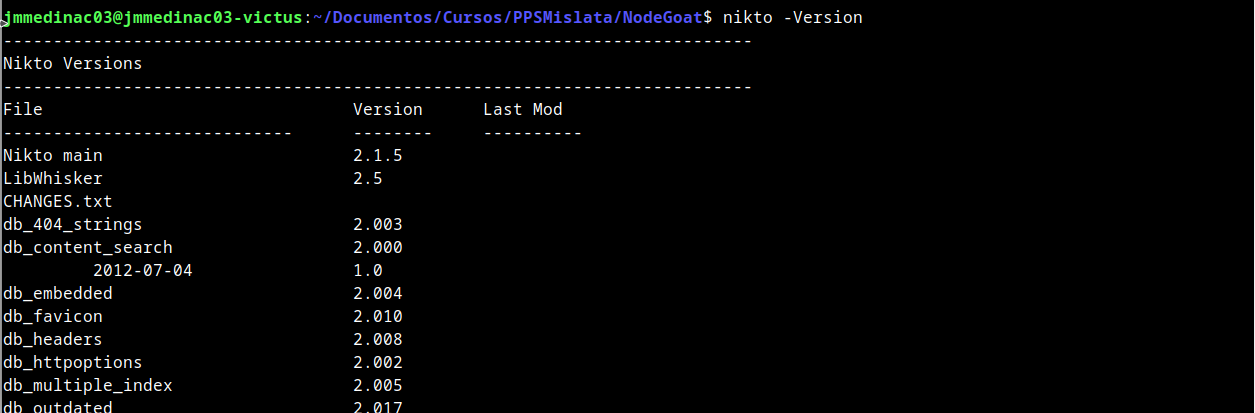 jmmedinac03@jmmedinac03-victus:~/Documentos/Cursos/PPSMislata/NodeGoat$ nikto -Version
---------------------------------------------------------------------------
Nikto Versions
---------------------------------------------------------------------------
File                               Version      Last Mod
-----------------------------      --------     ----------
Nikto main                         2.1.5
LibWhisker                         2.5
CHANGES.txt
db_404_strings                     2.003
db_content_search                  2.000
         2012-07-04                1.0
db_embedded                        2.004
db_favicon                         2.010
db_headers                         2.008
db_httpoptions                     2.002
db_multiple_index                  2.005
db_outdated                        2.017